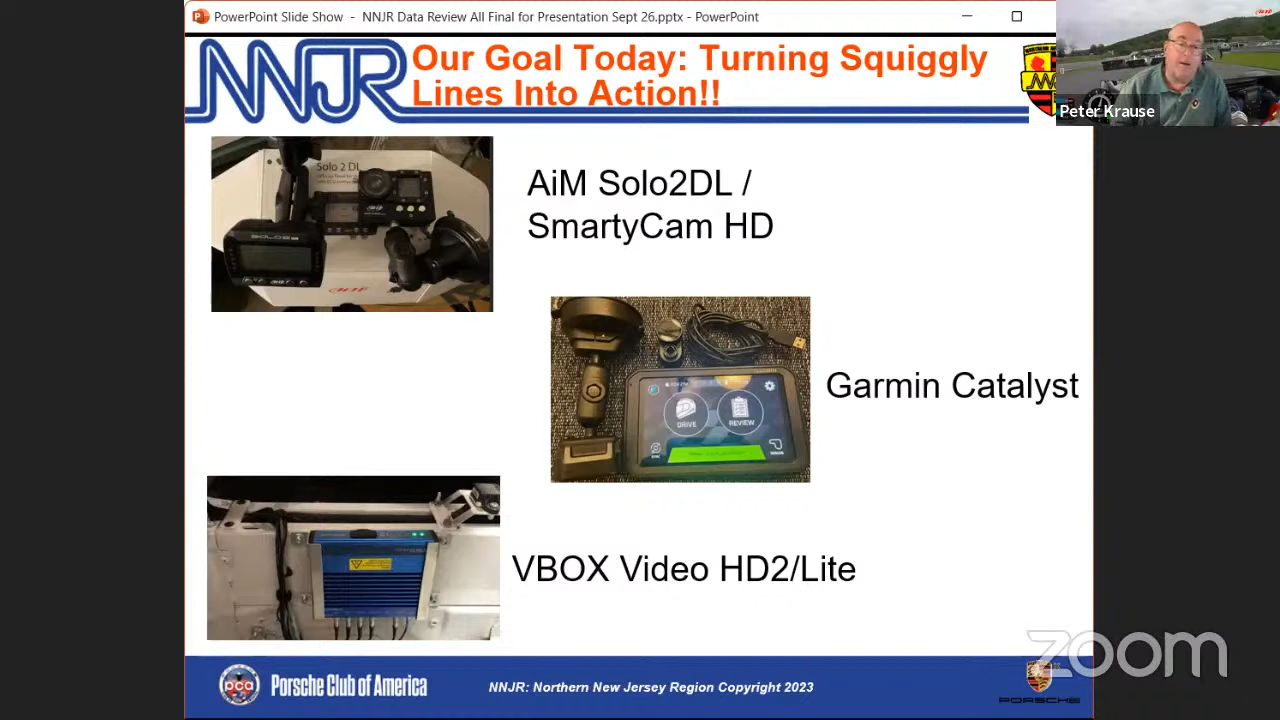 PowerPoint Slide Show - NNJR Data Review All Final for Presentation Sept 26.pptx - PowerPoint
NNJR
Our Goal Today: Turning Squiggly
Lines Into Action!!
Peter Krause
Solo 2 DL
SOLO2
AiM Solo2DL /
SmartyCam HD
DRIVE
REVIEW
Garmin Catalyst
VBOX Video HD2/Lite
pca
Porsche Club of America
NNJR: Northern New Jersey Region Copyright 2023
PORSCHE
zoom